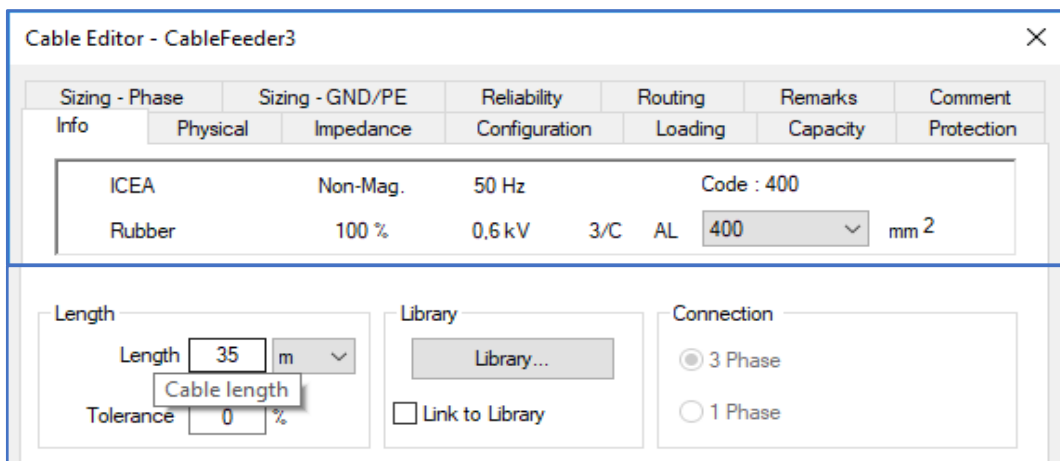 Cable Editor - CableFeeder3
Sizing - Phase Sizing - GND/PE Reliability Routing Remarks Comment
Info Physical Impedance Configuration Loading Capacity Protection
ICEA Non-Mag. 50 Hz Code : 400
Rubber 100 % 0,6 kV 3/C AL 400 mm 2
Length Library Connection
Length 35 m Library... 3 Phase
Cable length
Tolerance 0 % Link to Library 1 Phase